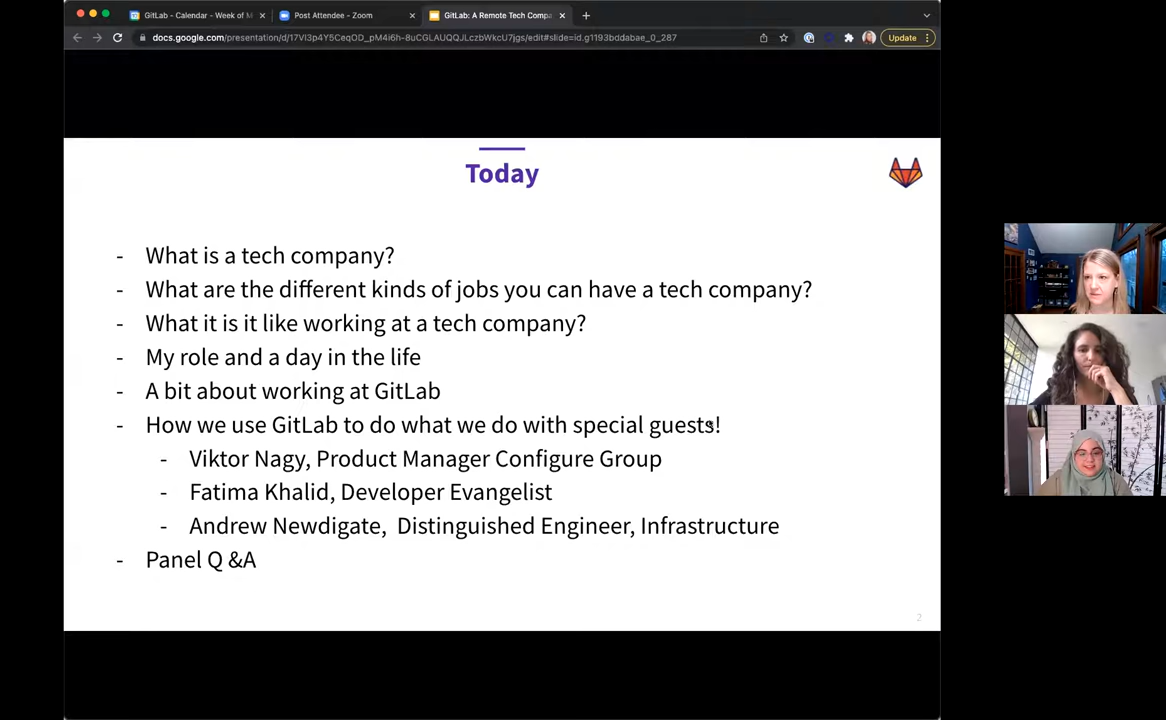 GitLab - Calendar - Week of M
Post Attendee - Zoom
GitLab: A Remote Tech Compa
docs.google.com/presentation/d/17Vl3p4Y5CeqOD_pM4i6h-8uCGLAUQQJLczbWkcU7jgs/edit#slide=id.g1193bddabae_0_287
Update
Today
- What is a tech company?
- What are the different kinds of jobs you can have a tech company?
- What it is it like working at a tech company?
- My role and a day in the life
- A bit about working at GitLab
- How we use GitLab to do what we do with special guests!
- Viktor Nagy, Product Manager Configure Group
- Fatima Khalid, Developer Evangelist
- Andrew Newdigate, Distinguished Engineer, Infrastructure
- Panel Q &A
2